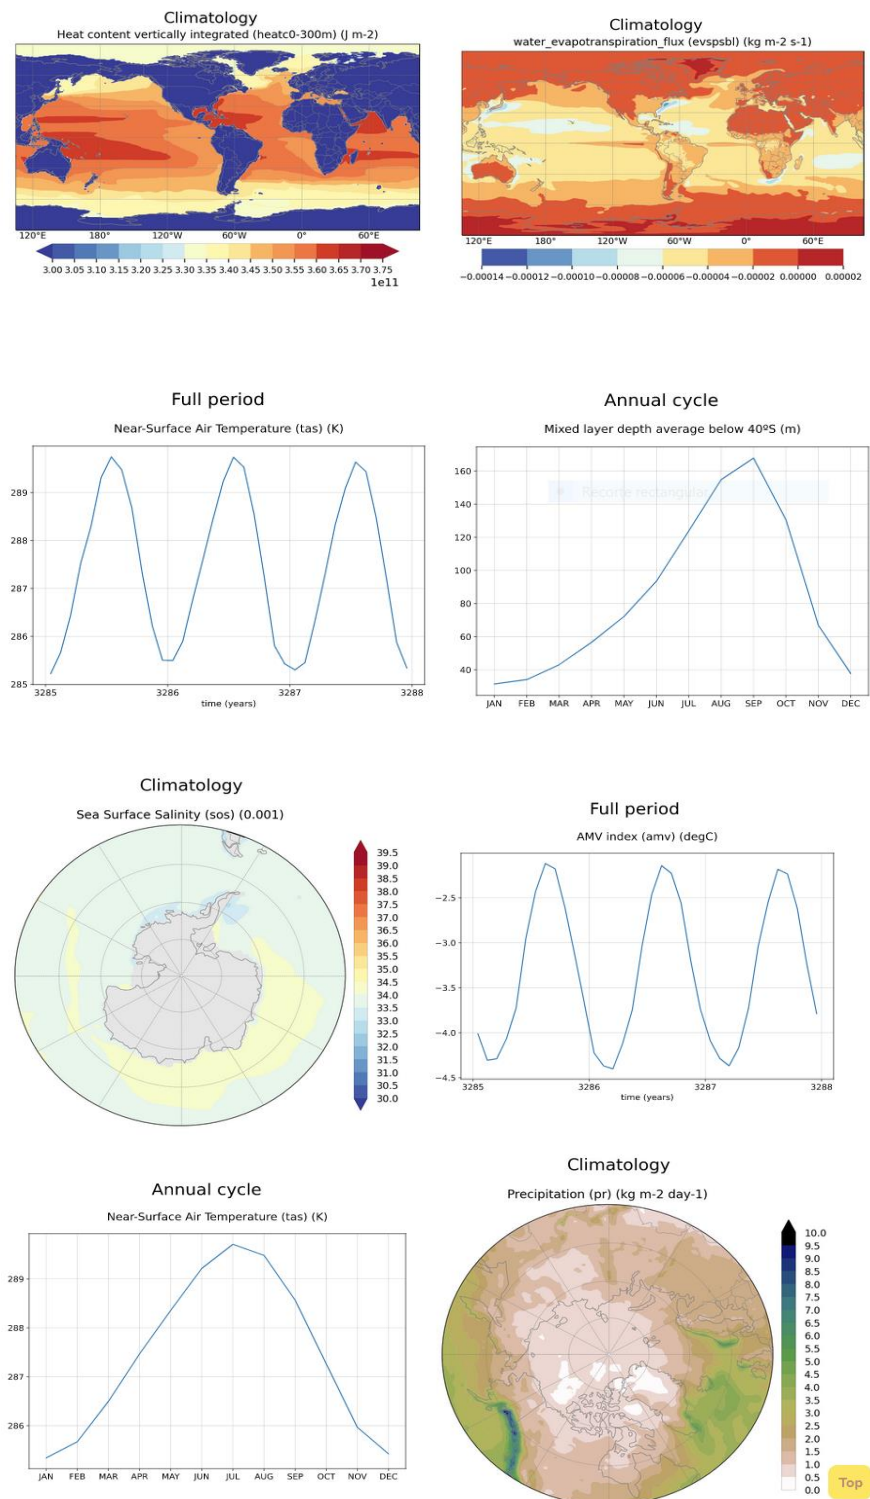 Climatology
Heat content vertically integrated (heatc0-300m) (J m-2)
120°E 180° 120°W 60°W 0° 60°E
3.00 3.05 3.10 3.15 3.20 3.25 3.30 3.35 3.40 3.45 3.50 3.55 3.60 3.65 3.70 3.75
1e11
Climatology
water_evapotranspiration_flux (evspsbl) (kg m-2 s-1)
120°E 180° 120°W 60°W 0° 60°E
−0.00014 −0.00012 −0.00010 −0.00008 −0.00006 −0.00004 −0.00002 0.00000 0.00002
Full period
Near-Surface Air Temperature (tas) (K)
289
288
287
286
285
3285 3286 3287 3288
time (years)
Annual cycle
Mixed layer depth average below 40ºS (m)
Recorte rectangular
160
140
120
100
80
60
40
JAN FEB MAR APR MAY JUN JUL AUG SEP OCT NOV DEC
Climatology
Sea Surface Salinity (sos) (0.001)
39.5
39.0
38.5
38.0
37.5
37.0
36.5
36.0
35.5
35.0
34.5
34.0
33.5
33.0
32.5
32.0
31.5
31.0
30.5
30.0
Full period
AMV index (amv) (degC)
−2.5
−3.0
−3.5
−4.0
−4.5
3285 3286 3287 3288
time (years)
Annual cycle
Near-Surface Air Temperature (tas) (K)
289
288
287
286
JAN FEB MAR APR MAY JUN JUL AUG SEP OCT NOV DEC
Climatology
Precipitation (pr) (kg m-2 day-1)
10.0
9.5
9.0
8.5
8.0
7.5
7.0
6.5
6.0
5.5
5.0
4.5
4.0
3.5
3.0
2.5
2.0
1.5
1.0
0.5
0.0
Top